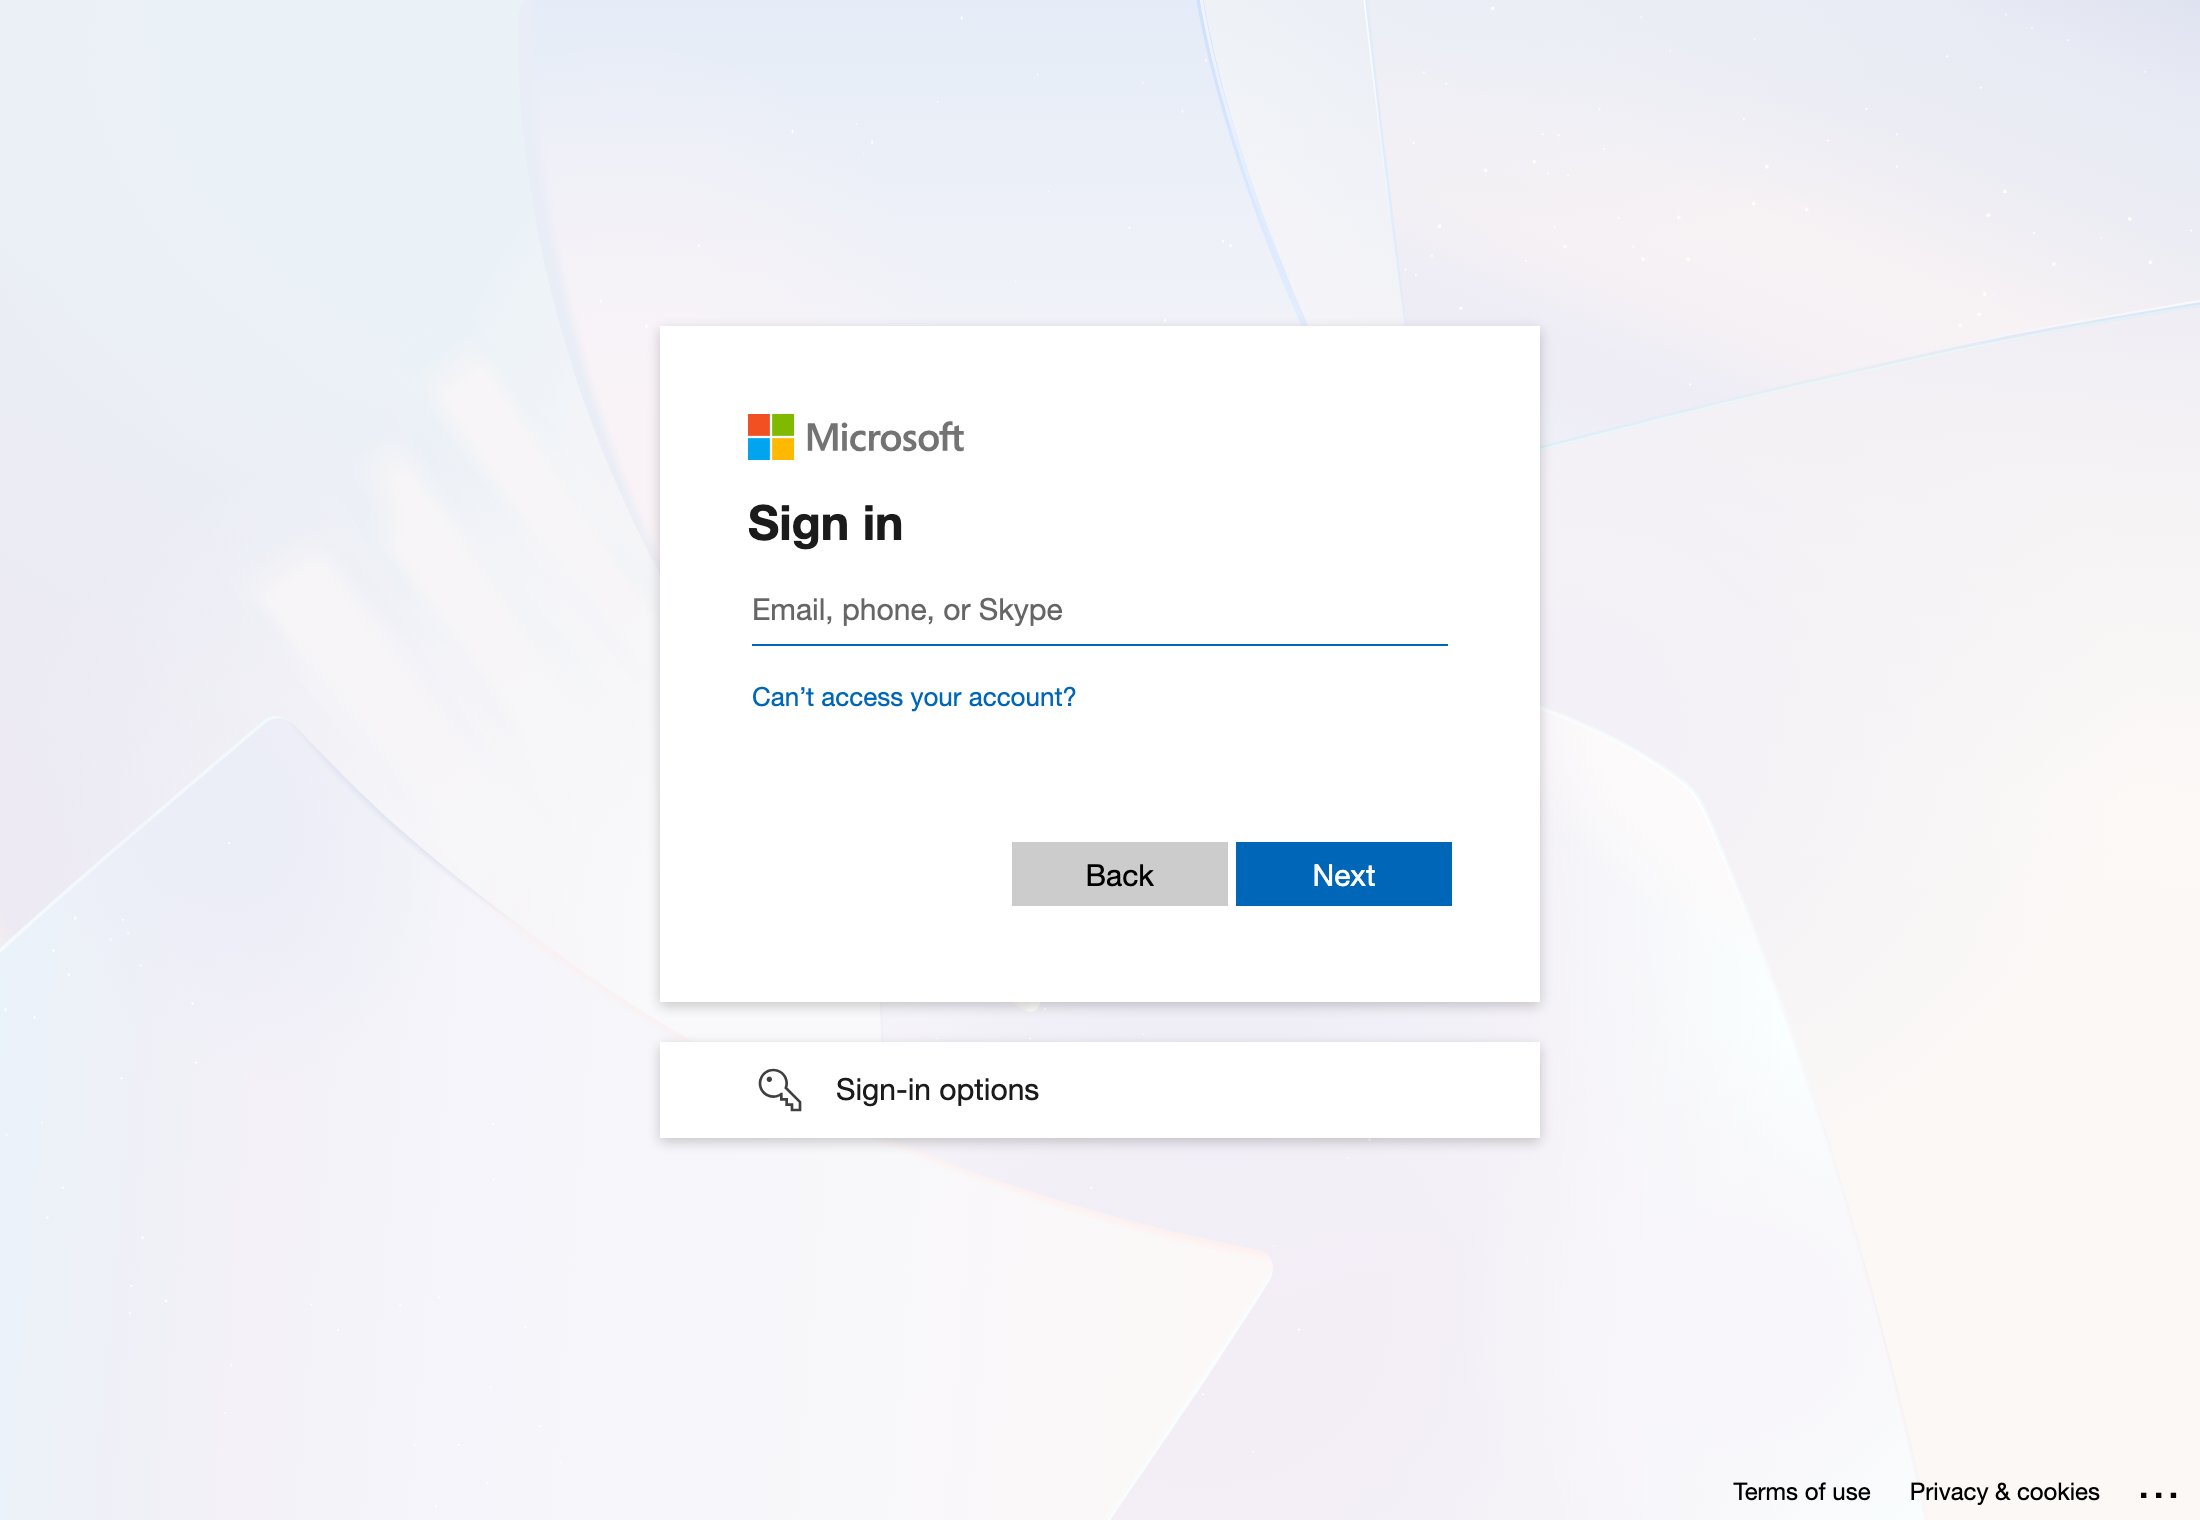 Microsoft
Sign in
Email, phone, or Skype
Can’t access your account?
Back
Next
Sign-in options
Terms of use
Privacy & cookies
...